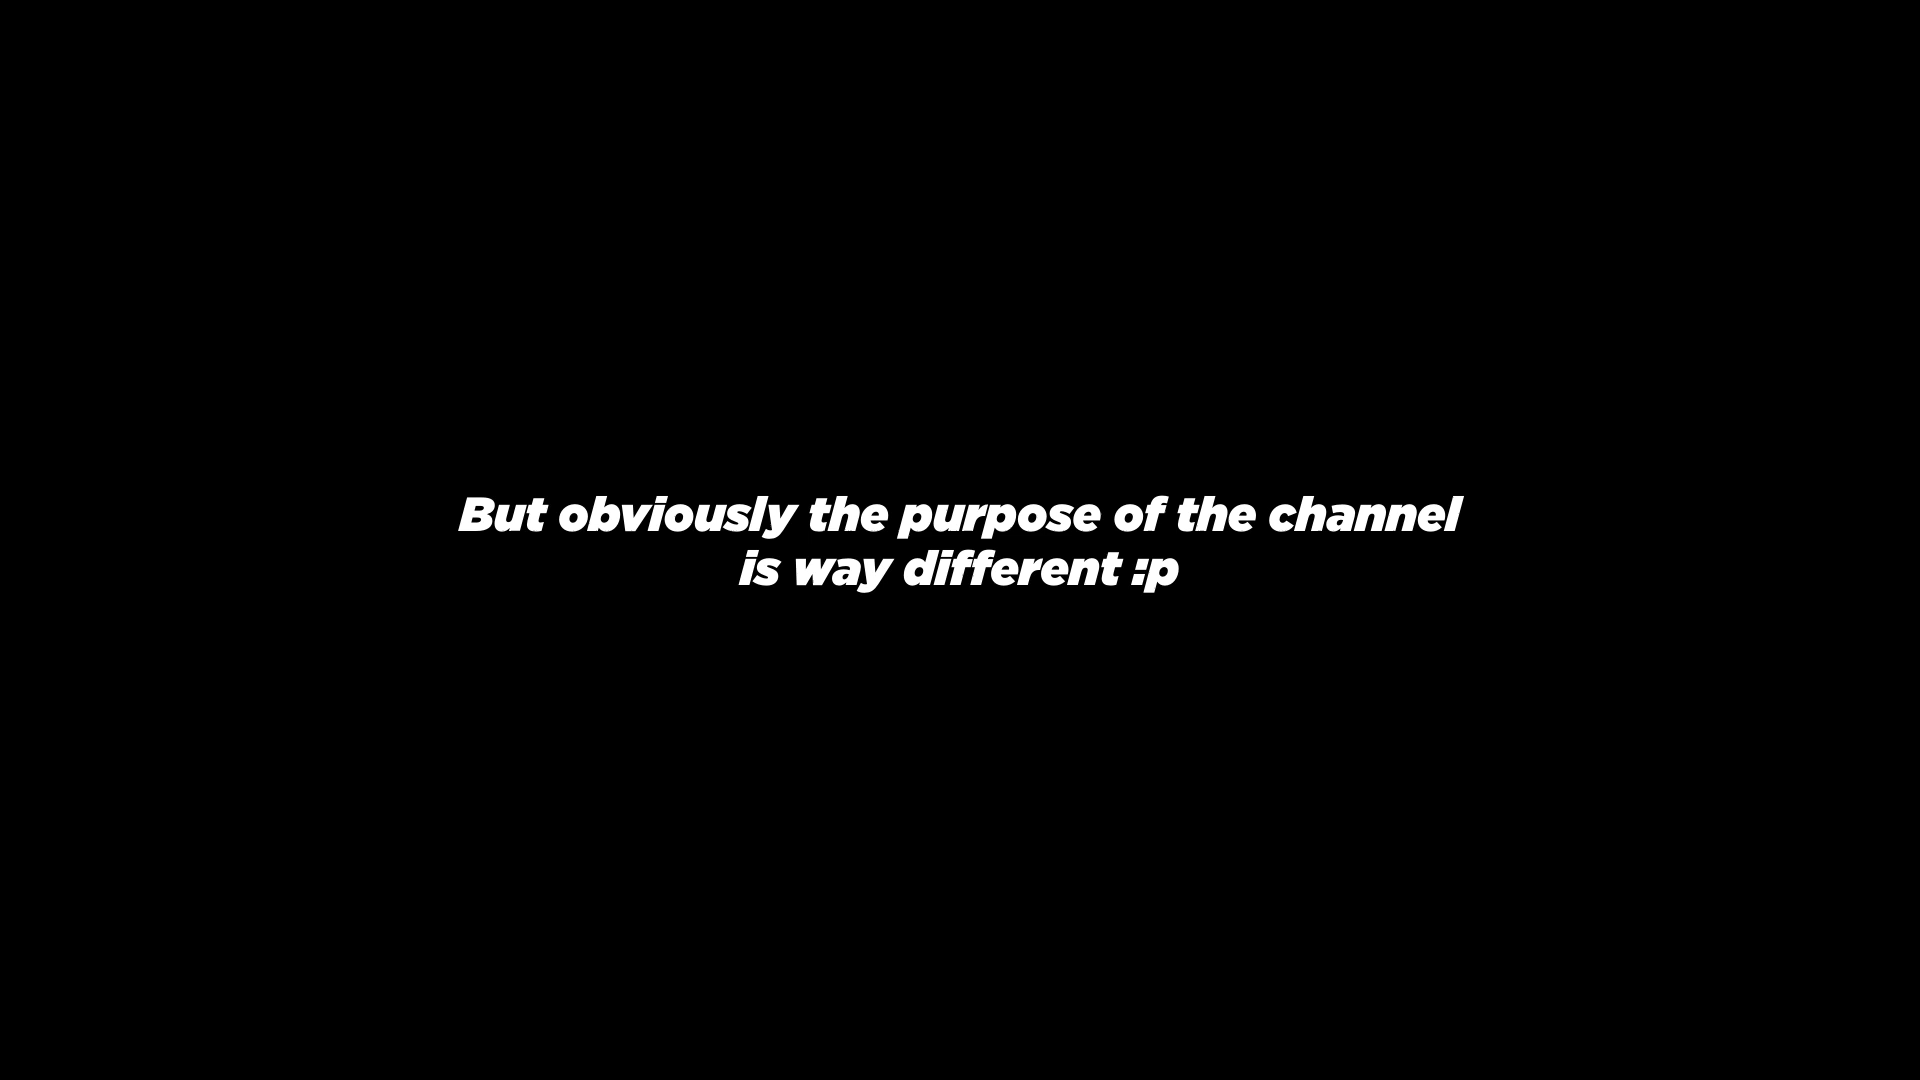 But obviously the purpose of the channel
is way different :p